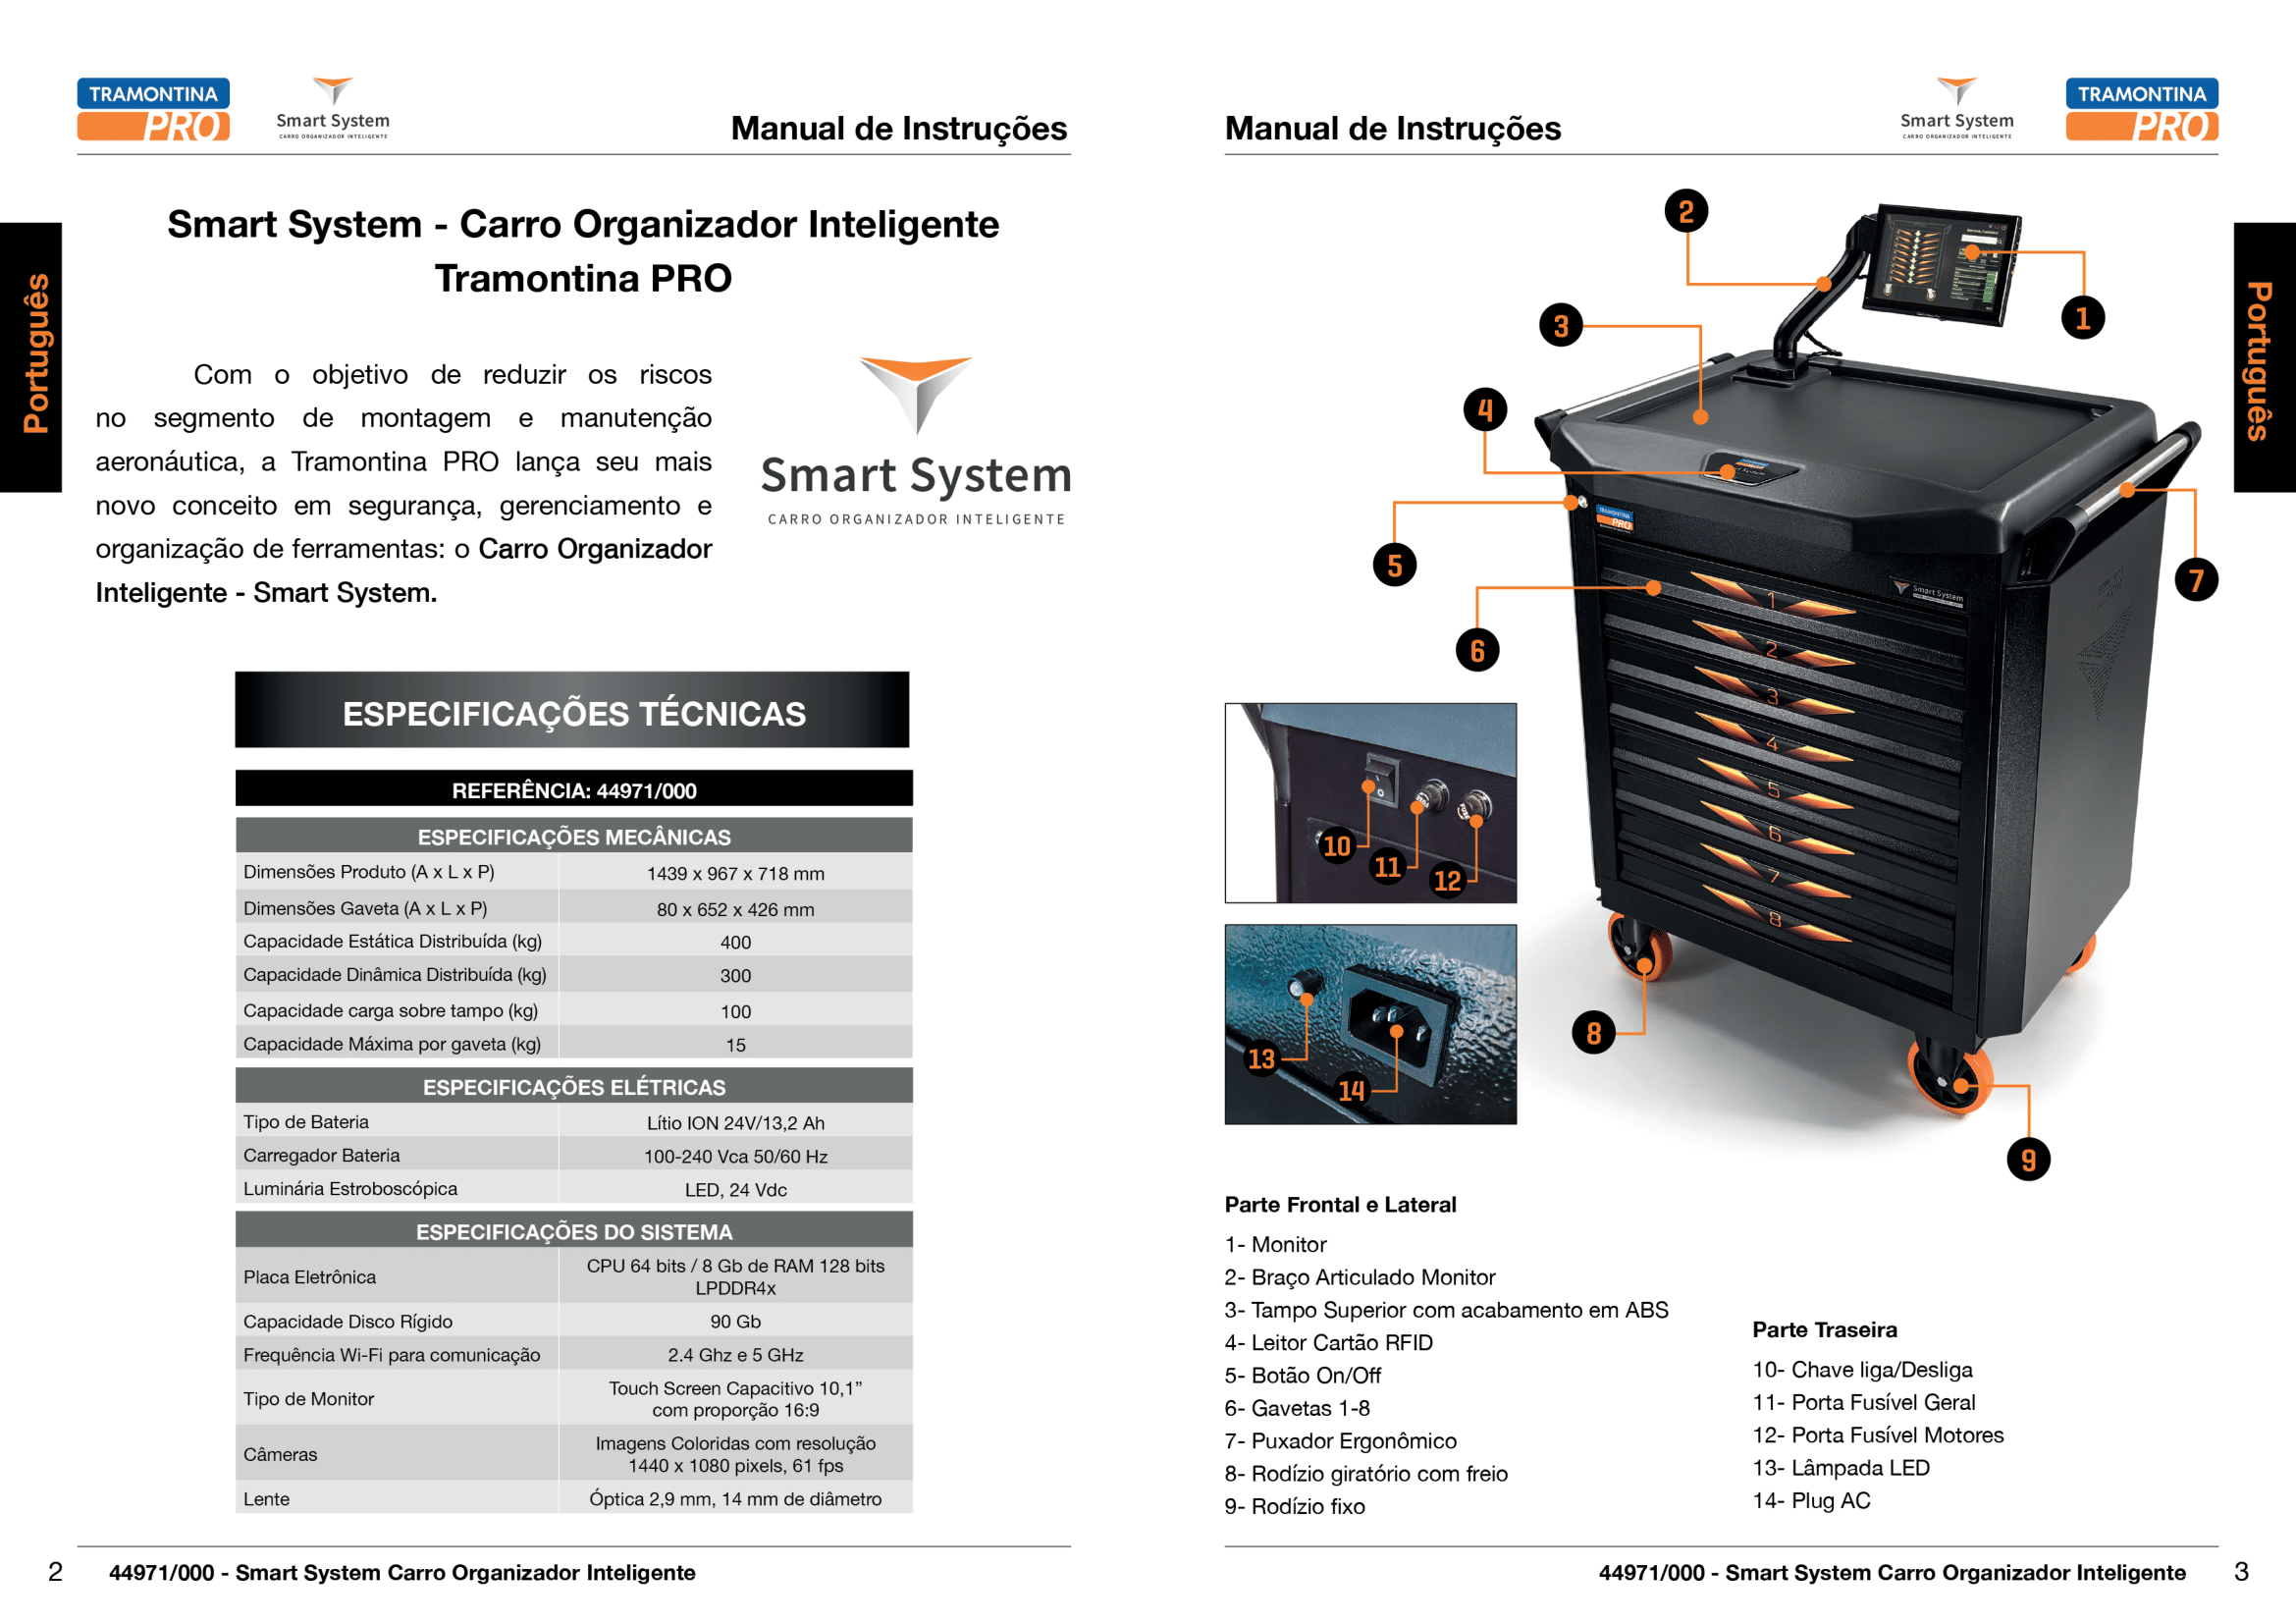 TRAMONTINA
PRO
Smart System
CARRO ORGANIZADOR INTELIGENTE
Manual de Instruções
Português
Smart System - Carro Organizador Inteligente
Tramontina PRO
Com o objetivo de reduzir os riscos
no segmento de montagem e manutenção
aeronáutica, a Tramontina PRO lança seu mais
novo conceito em segurança, gerenciamento e
organização de ferramentas: o Carro Organizador
Inteligente - Smart System.
Smart System
CARRO ORGANIZADOR INTELIGENTE
ESPECIFICAÇÕES TÉCNICAS
REFERÊNCIA: 44971/000
ESPECIFICAÇÕES MECÂNICAS
Dimensões Produto (A x L x P) 1439 x 967 x 718 mm
Dimensões Gaveta (A x L x P) 80 x 652 x 426 mm
Capacidade Estática Distribuída (kg) 400
Capacidade Dinâmica Distribuída (kg) 300
Capacidade carga sobre tampo (kg) 100
Capacidade Máxima por gaveta (kg) 15
ESPECIFICAÇÕES ELÉTRICAS
Tipo de Bateria Lítio ION 24V/13,2 Ah
Carregador Bateria 100-240 Vca 50/60 Hz
Luminária Estroboscópica LED, 24 Vdc
ESPECIFICAÇÕES DO SISTEMA
Placa Eletrônica CPU 64 bits / 8 Gb de RAM 128 bits
LPDDR4x
Capacidade Disco Rígido 90 Gb
Frequência Wi-Fi para comunicação 2.4 Ghz e 5 GHz
Tipo de Monitor Touch Screen Capacitivo 10,1”
com proporção 16:9
Câmeras Imagens Coloridas com resolução
1440 x 1080 pixels, 61 fps
Lente Óptica 2,9 mm, 14 mm de diâmetro
2 44971/000 - Smart System Carro Organizador Inteligente
Manual de Instruções
Smart System
CARRO ORGANIZADOR INTELIGENTE
TRAMONTINA
PRO
Português
2
1
3
4
5
7
6
TRAMONTINA
PRO
Smart System
1
2
3
4
5
6
7
8
10
11
12
13
14
8
9
Parte Frontal e Lateral
1- Monitor
2- Braço Articulado Monitor
3- Tampo Superior com acabamento em ABS
4- Leitor Cartão RFID
5- Botão On/Off
6- Gavetas 1-8
7- Puxador Ergonômico
8- Rodízio giratório com freio
9- Rodízio fixo
Parte Traseira
10- Chave liga/Desliga
11- Porta Fusível Geral
12- Porta Fusível Motores
13- Lâmpada LED
14- Plug AC
44971/000 - Smart System Carro Organizador Inteligente 3